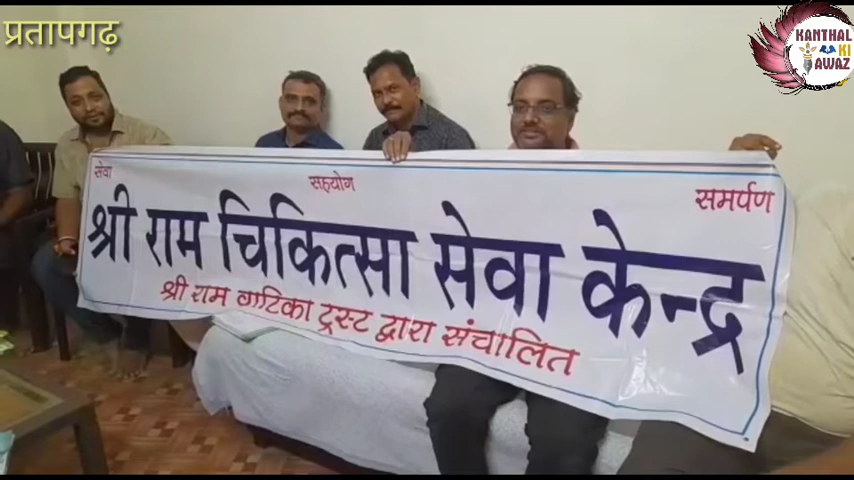 प्रतापगढ़
KANTHAL
KI
AWAZ
सेवा
सहयोग
समर्पण
श्री राम चिकित्सा सेवा केन्द्र
श्री राम वाटिका ट्रस्ट द्वारा संचालित